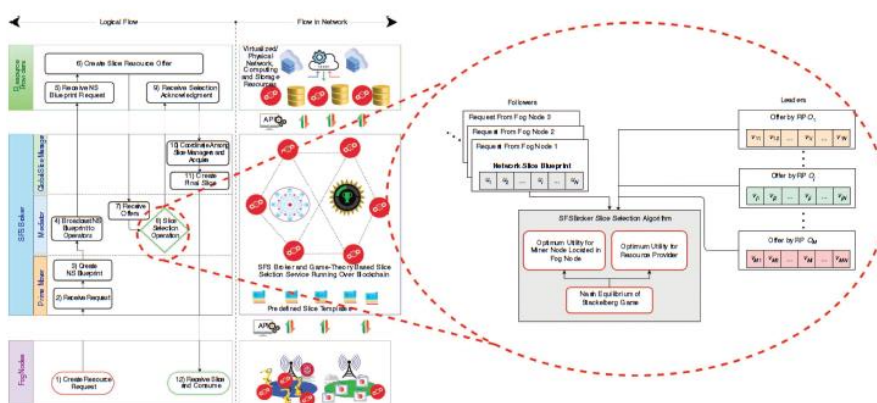 Logical Flow
Flow in Network
Resource
Providers
6) Create Slice Resource Offer
5) Receive NS
Blueprint Request
9) Receive Selection
Acknowledgment
Virtualized/
Physical Network,
Computing
and Storage
Resources
API
SFSBroker
Global Slice Manager
10) Coordinate Among
Slice Managers and
Acquire
11) Create
Final Slice
Mediator
7) Receive
Offers
4) Broadcast NS
Blueprint to
Operators
8) Slice
Selection
Operation
SFS Broker and Game-Theory Based Slice
Selection Service Running Over Blockchain
Prime Miner
3) Create
NS Blueprint
2) Receive Request
Predefined Slice Templates
API
Fog Nodes
1) Create Resource
Request
12) Receive Slice
and Consume
Followers
Request From Fog Node 3
Request From Fog Node 2
Request From Fog Node 1
Network Slice Blueprint
Leaders
Offer by RP O1
Offer by RP Oj
Offer by RP OM
SFSBroker Slice Selection Algorithm
Optimum Utility for
Miner Node Located in
Fog Node
Optimum Utility for
Resource Provider
Nash Equilibrium of
Stackelberg Game